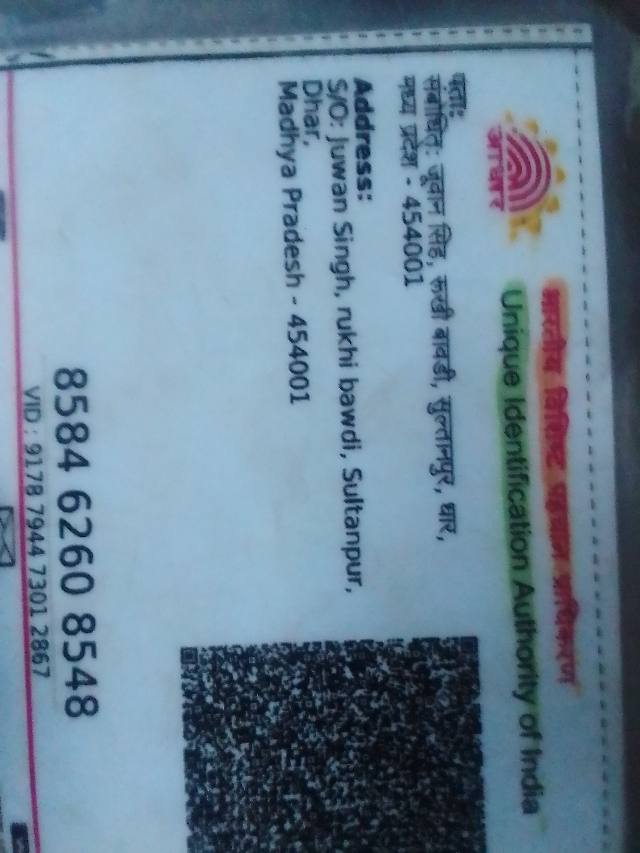 भारतीय विशिष्ट पहचान प्राधिकरण
Unique Identification Authority of India
आधार
पता:
संबोधित: जुवान सिंह, रूखी बावडी, सुल्तानपुर, धार,
मध्य प्रदेश - 454001
Address:
S/O: Juwan Singh, rukhi bawdi, Sultanpur,
Dhar,
Madhya Pradesh - 454001
8584 6260 8548
VID : 9178 7944 7301 2867